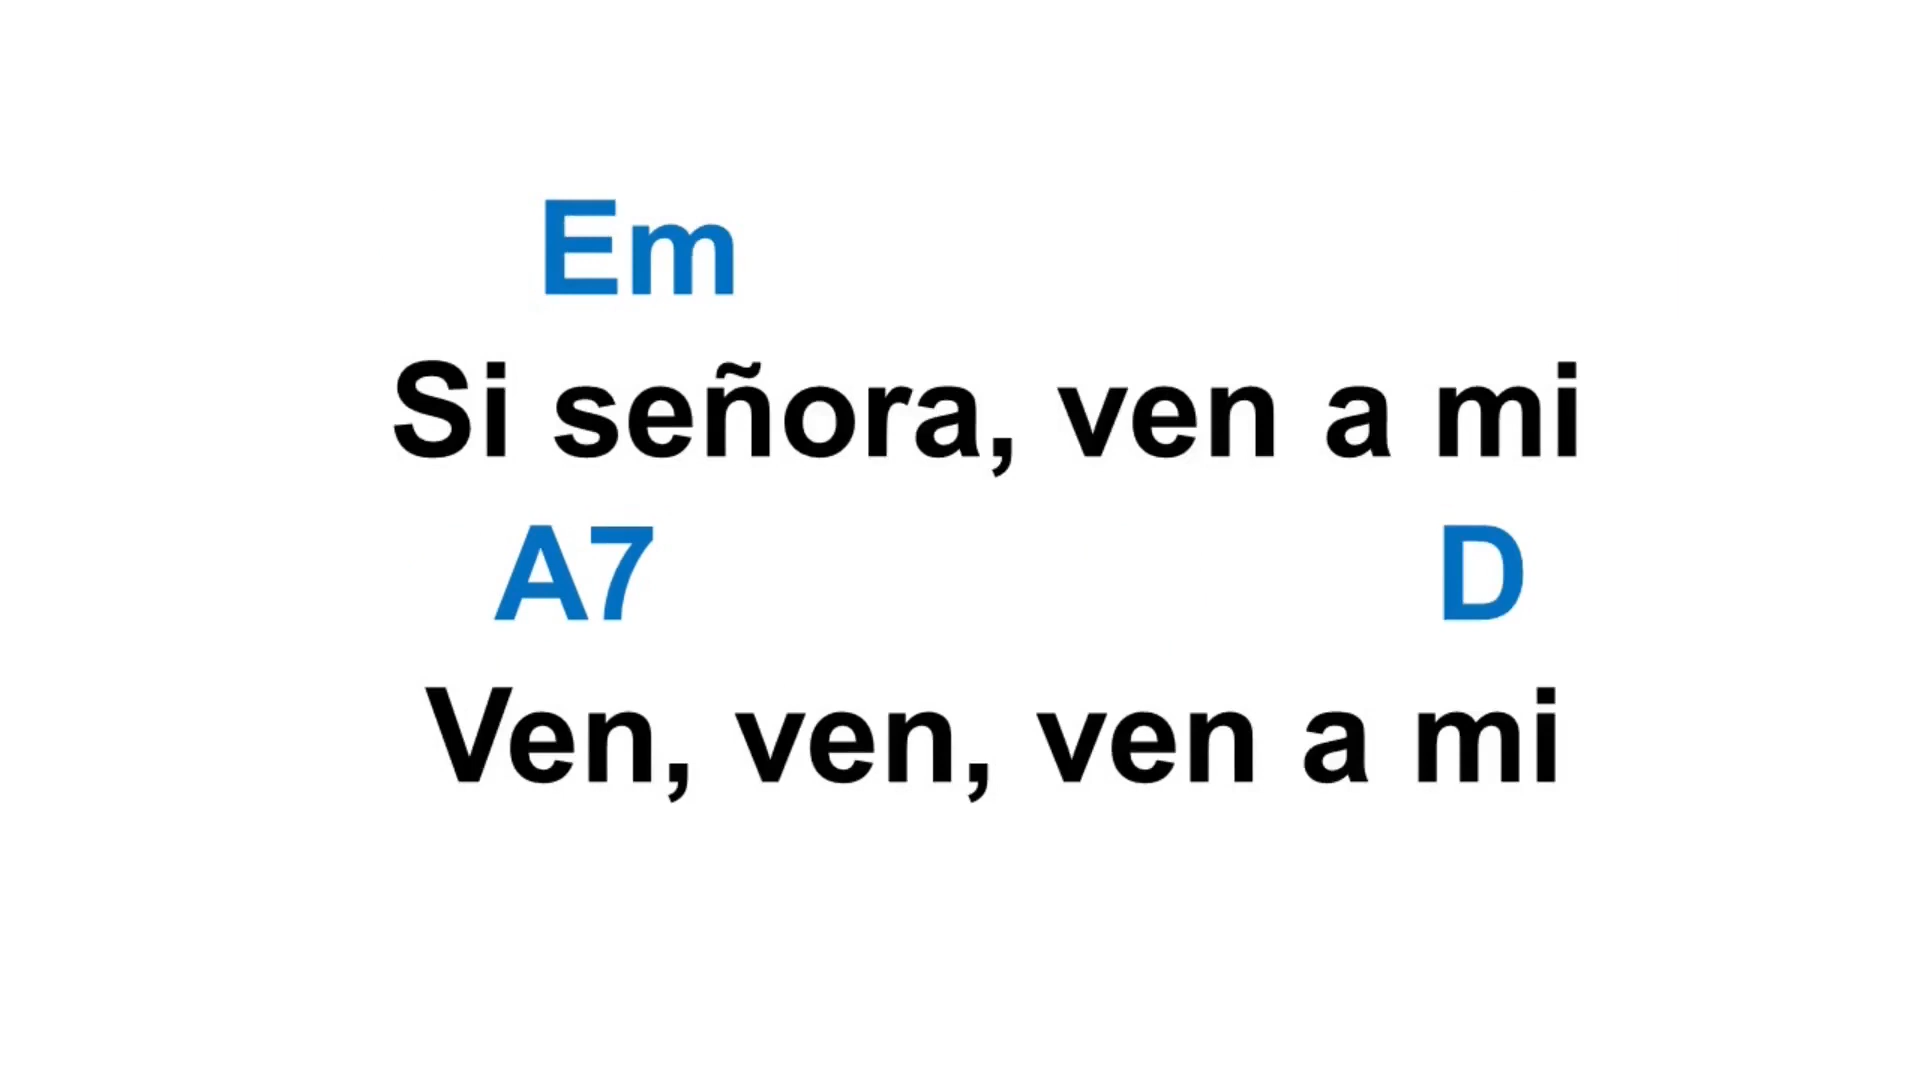 Em
Si señora, ven a mi
A7 D
Ven, ven, ven a mi